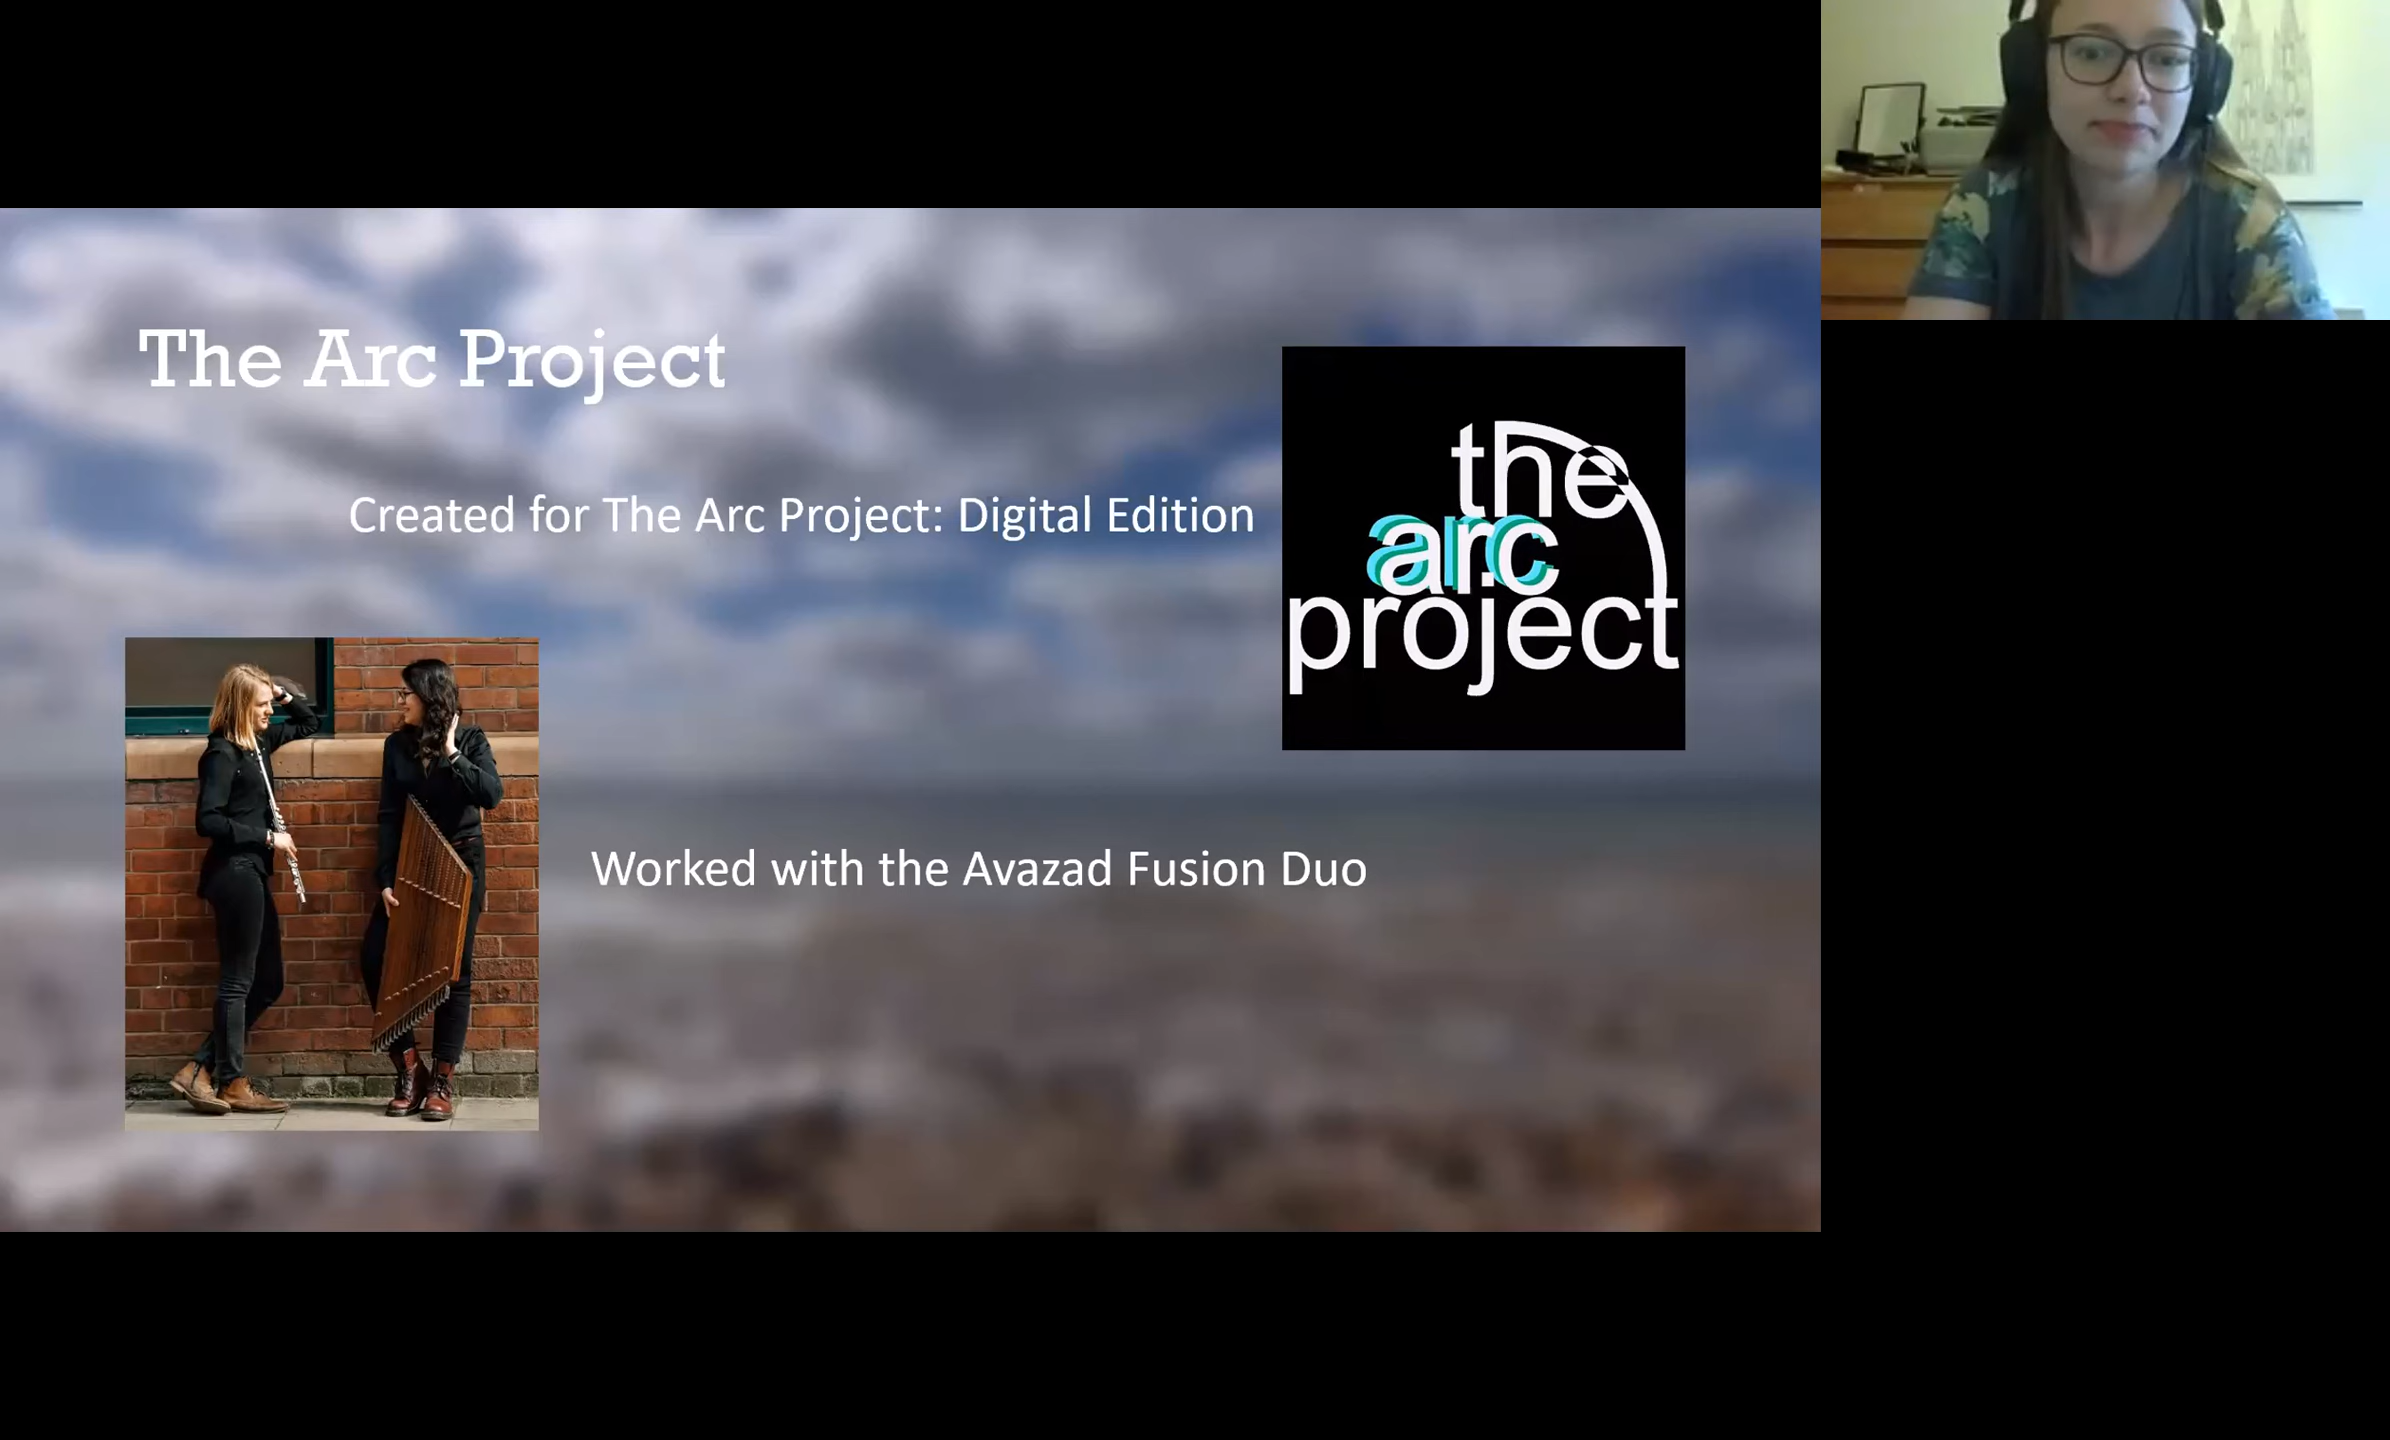 The Arc Project
Created for The Arc Project: Digital Edition
the
arc
project
Worked with the Avazad Fusion Duo